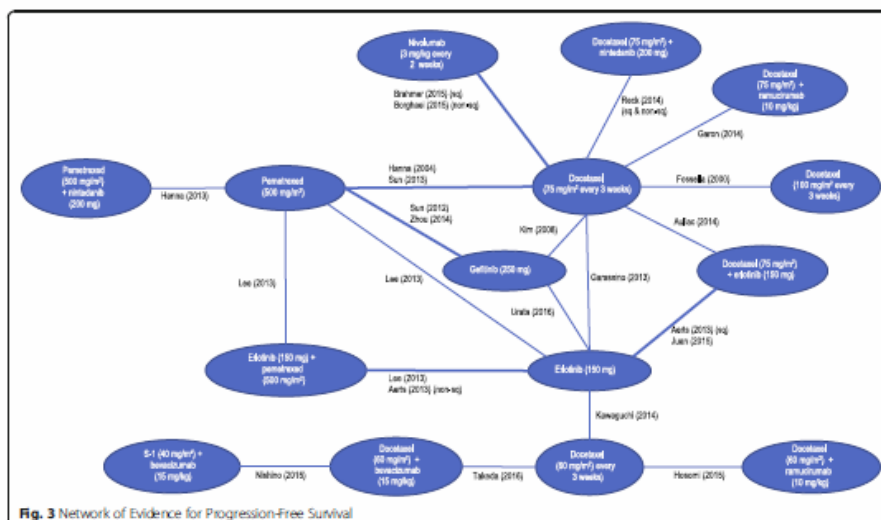 Nivolumab
(3 mg/kg every
2 weeks)
Docetaxel (75 mg/m²) +
nintedanib (200 mg)
Docetaxel
(75 mg/m²) +
ramucirumab
(10 mg/kg)
Brahmer (2015) (sq)
Borghaei (2015) (non-sq)
Reck (2014)
(sq & non-sq)
Garon (2014)
Pemetrexed
(500 mg/m²)
+ nintedanib
(200 mg)
Hanna (2013)
Pemetrexed
(500 mg/m²)
Hanna (2004)
Sun (2013)
Docetaxel
(75 mg/m² every 3 weeks)
Fossella (2000)
Docetaxel
(100 mg/m² every
3 weeks)
Sun (2012)
Zhou (2014)
Kim (2008)
Auliac (2014)
Lee (2013)
Lee (2013)
Gefitinib (250 mg)
Garassino (2013)
Docetaxel (75 mg/m²)
+ erlotinib (150 mg)
Urata (2016)
Aerts (2013) (sq)
Juan (2015)
Erlotinib (150 mg) +
pemetrexed
(500 mg/m²)
Lee (2013)
Aerts (2013) (non-sq)
Erlotinib (150 mg)
Kawaguchi (2014)
S-1 (40 mg/m²) +
bevacizumab
(15 mg/kg)
Nishino (2015)
Docetaxel
(60 mg/m²) +
bevacizumab
(15 mg/kg)
Takeda (2016)
Docetaxel
(60 mg/m²) every
3 weeks)
Hosomi (2015)
Docetaxel
(60 mg/m²) +
ramucirumab
(10 mg/kg)
Fig. 3 Network of Evidence for Progression-Free Survival